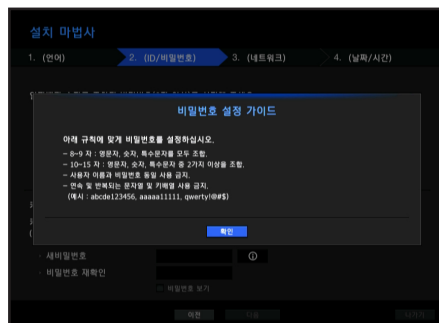 설치 마법사
1. (언어)
2. (ID/비밀번호)
3. (네트워크)
4. (날짜/시간)
비밀번호 설정 가이드
아래 규칙에 맞게 비밀번호를 설정하십시오.
- 8~9 자 : 영문자, 숫자, 특수문자를 모두 조합.
- 10~15 자 : 영문자, 숫자, 특수문자 중 2가지 이상을 조합.
- 사용자 이름과 비밀번호 동일 사용 금지.
- 연속 및 반복되는 문자열 및 키배열 사용 금지.
(예시 : abcde123456, aaaaa11111, qwerty!@#$)
확인
새비밀번호
비밀번호 재확인
비밀번호 보기
이전
다음
나가기